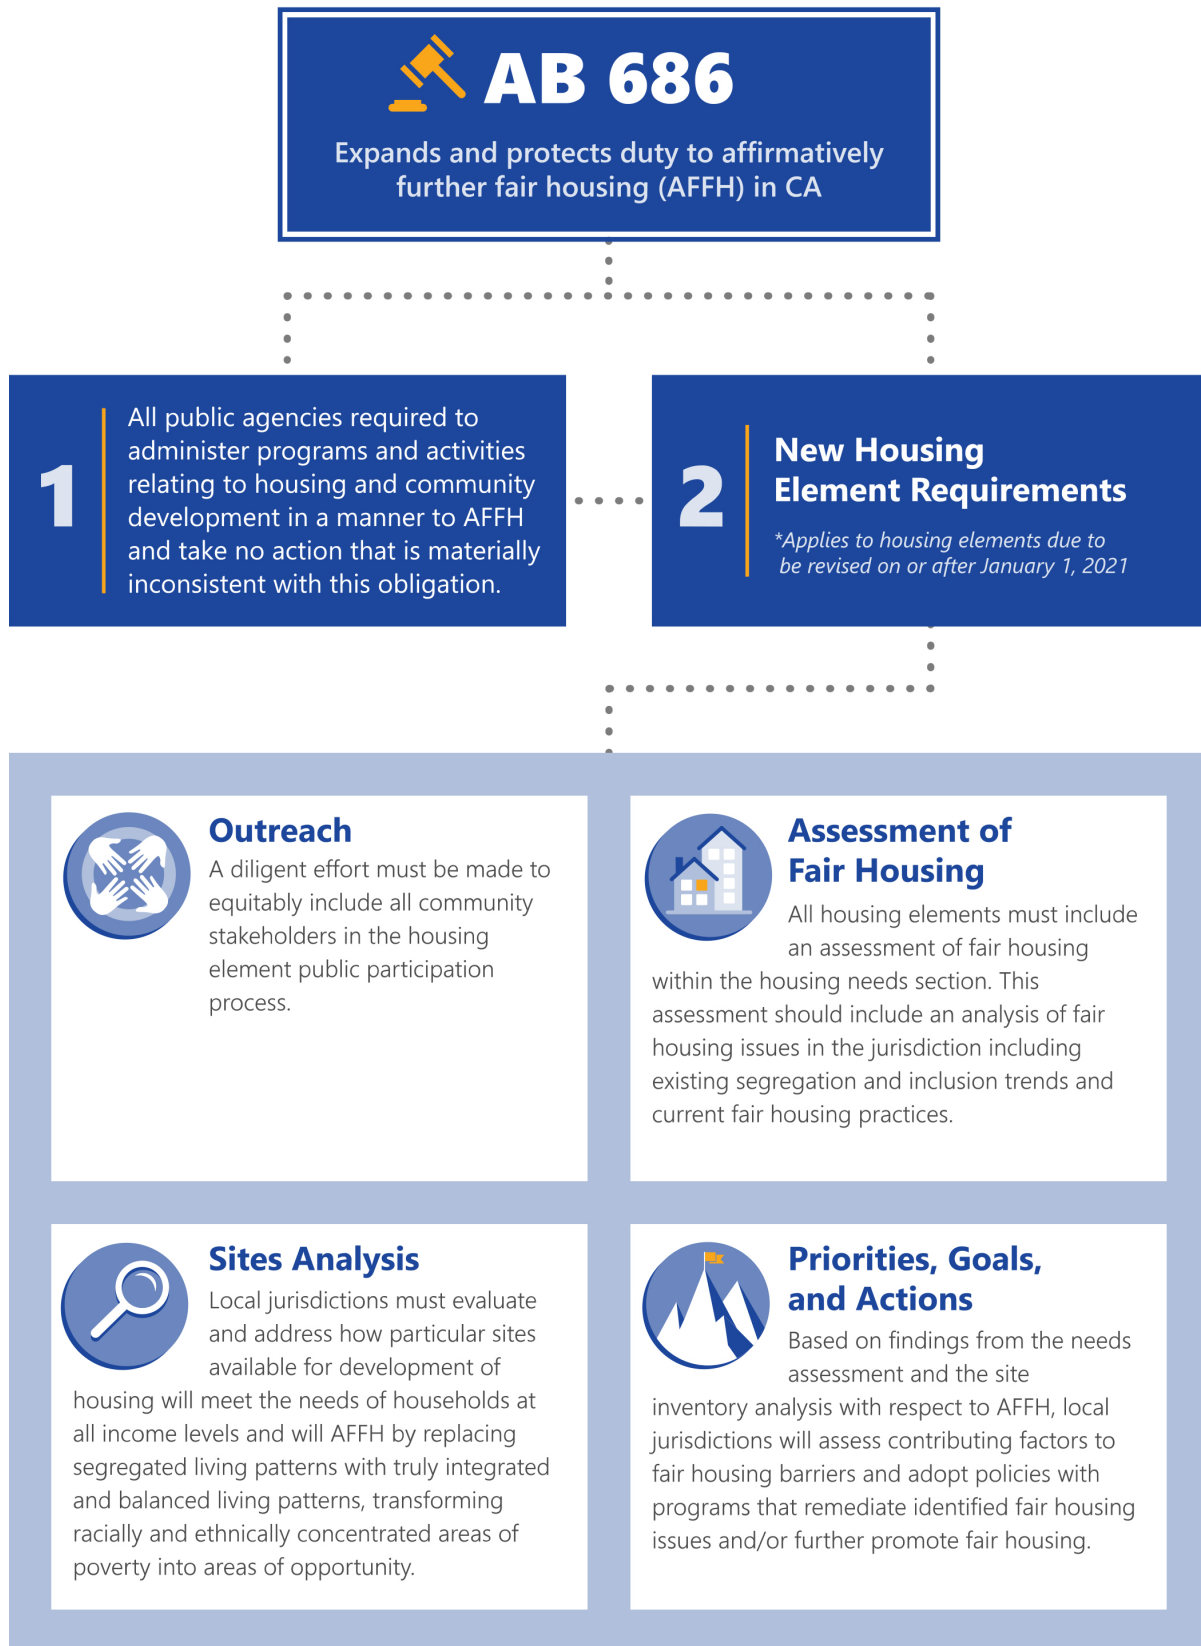 AB 686
Expands and protects duty to affirmatively
further fair housing (AFFH) in CA
1
All public agencies required to
administer programs and activities
relating to housing and community
development in a manner to AFFH
and take no action that is materially
inconsistent with this obligation.
2
New Housing
Element Requirements
*Applies to housing elements due to
be revised on or after January 1, 2021
Outreach
A diligent effort must be made to
equitably include all community
stakeholders in the housing
element public participation
process.
Assessment of
Fair Housing
All housing elements must include
an assessment of fair housing
within the housing needs section. This
assessment should include an analysis of fair
housing issues in the jurisdiction including
existing segregation and inclusion trends and
current fair housing practices.
Sites Analysis
Local jurisdictions must evaluate
and address how particular sites
available for development of
housing will meet the needs of households at
all income levels and will AFFH by replacing
segregated living patterns with truly integrated
and balanced living patterns, transforming
racially and ethnically concentrated areas of
poverty into areas of opportunity.
Priorities, Goals,
and Actions
Based on findings from the needs
assessment and the site
inventory analysis with respect to AFFH, local
jurisdictions will assess contributing factors to
fair housing barriers and adopt policies with
programs that remediate identified fair housing
issues and/or further promote fair housing.